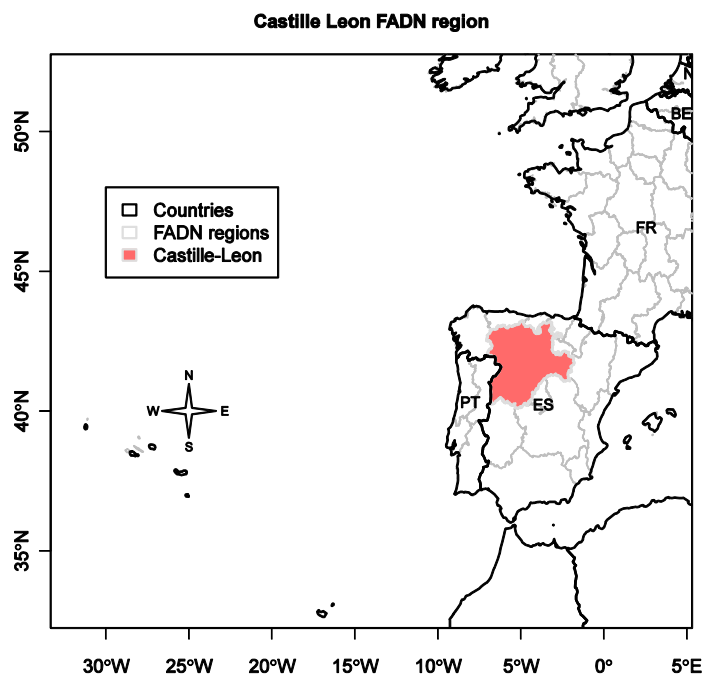 Castille Leon FADN region
N
BE
50°N
Countries
FADN regions
Castille-Leon
FR
45°N
N
W E
S
40°N
PT
ES
35°N
30°W 25°W 20°W 15°W 10°W 5°W 0° 5°E